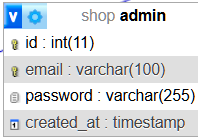 v shop admin
id : int(11)
email : varchar(100)
password : varchar(255)
created_at : timestamp